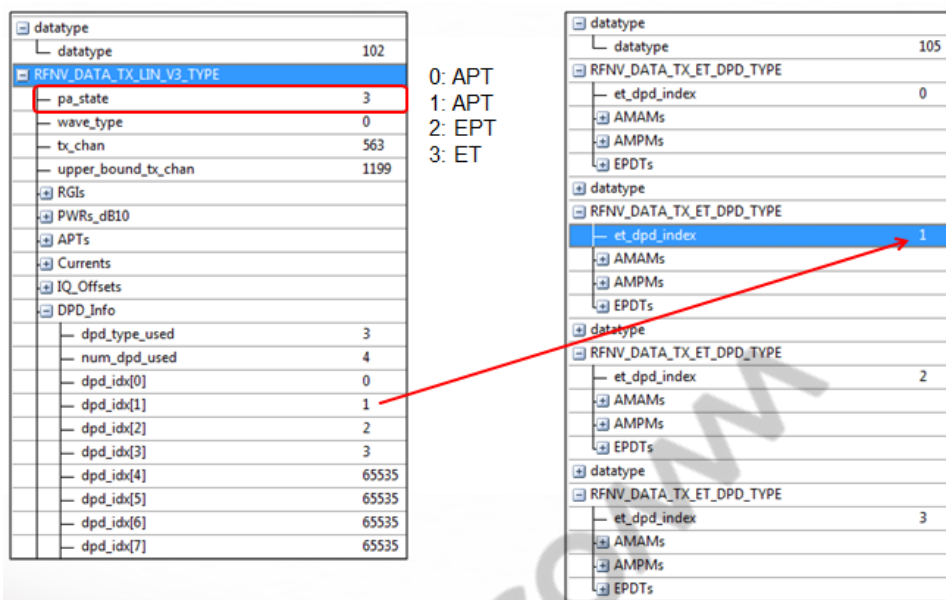 datatype
datatype 102
RFNV_DATA_TX_LIN_V3_TYPE
pa_state 3
wave_type 0
tx_chan 563
upper_bound_tx_chan 1199
RGIs
PWRs_dB10
APTs
Currents
IQ_Offsets
DPD_Info
dpd_type_used 3
num_dpd_used 4
dpd_idx[0] 0
dpd_idx[1] 1
dpd_idx[2] 2
dpd_idx[3] 3
dpd_idx[4] 65535
dpd_idx[5] 65535
dpd_idx[6] 65535
dpd_idx[7] 65535
0: APT
1: APT
2: EPT
3: ET
datatype
datatype 105
RFNV_DATA_TX_ET_DPD_TYPE
et_dpd_index 0
AMAMs
AMPMs
EPDTs
datatype
RFNV_DATA_TX_ET_DPD_TYPE
et_dpd_index 1
AMAMs
AMPMs
EPDTs
datatype
RFNV_DATA_TX_ET_DPD_TYPE
et_dpd_index 2
AMAMs
AMPMs
EPDTs
datatype
RFNV_DATA_TX_ET_DPD_TYPE
et_dpd_index 3
AMAMs
AMPMs
EPDTs